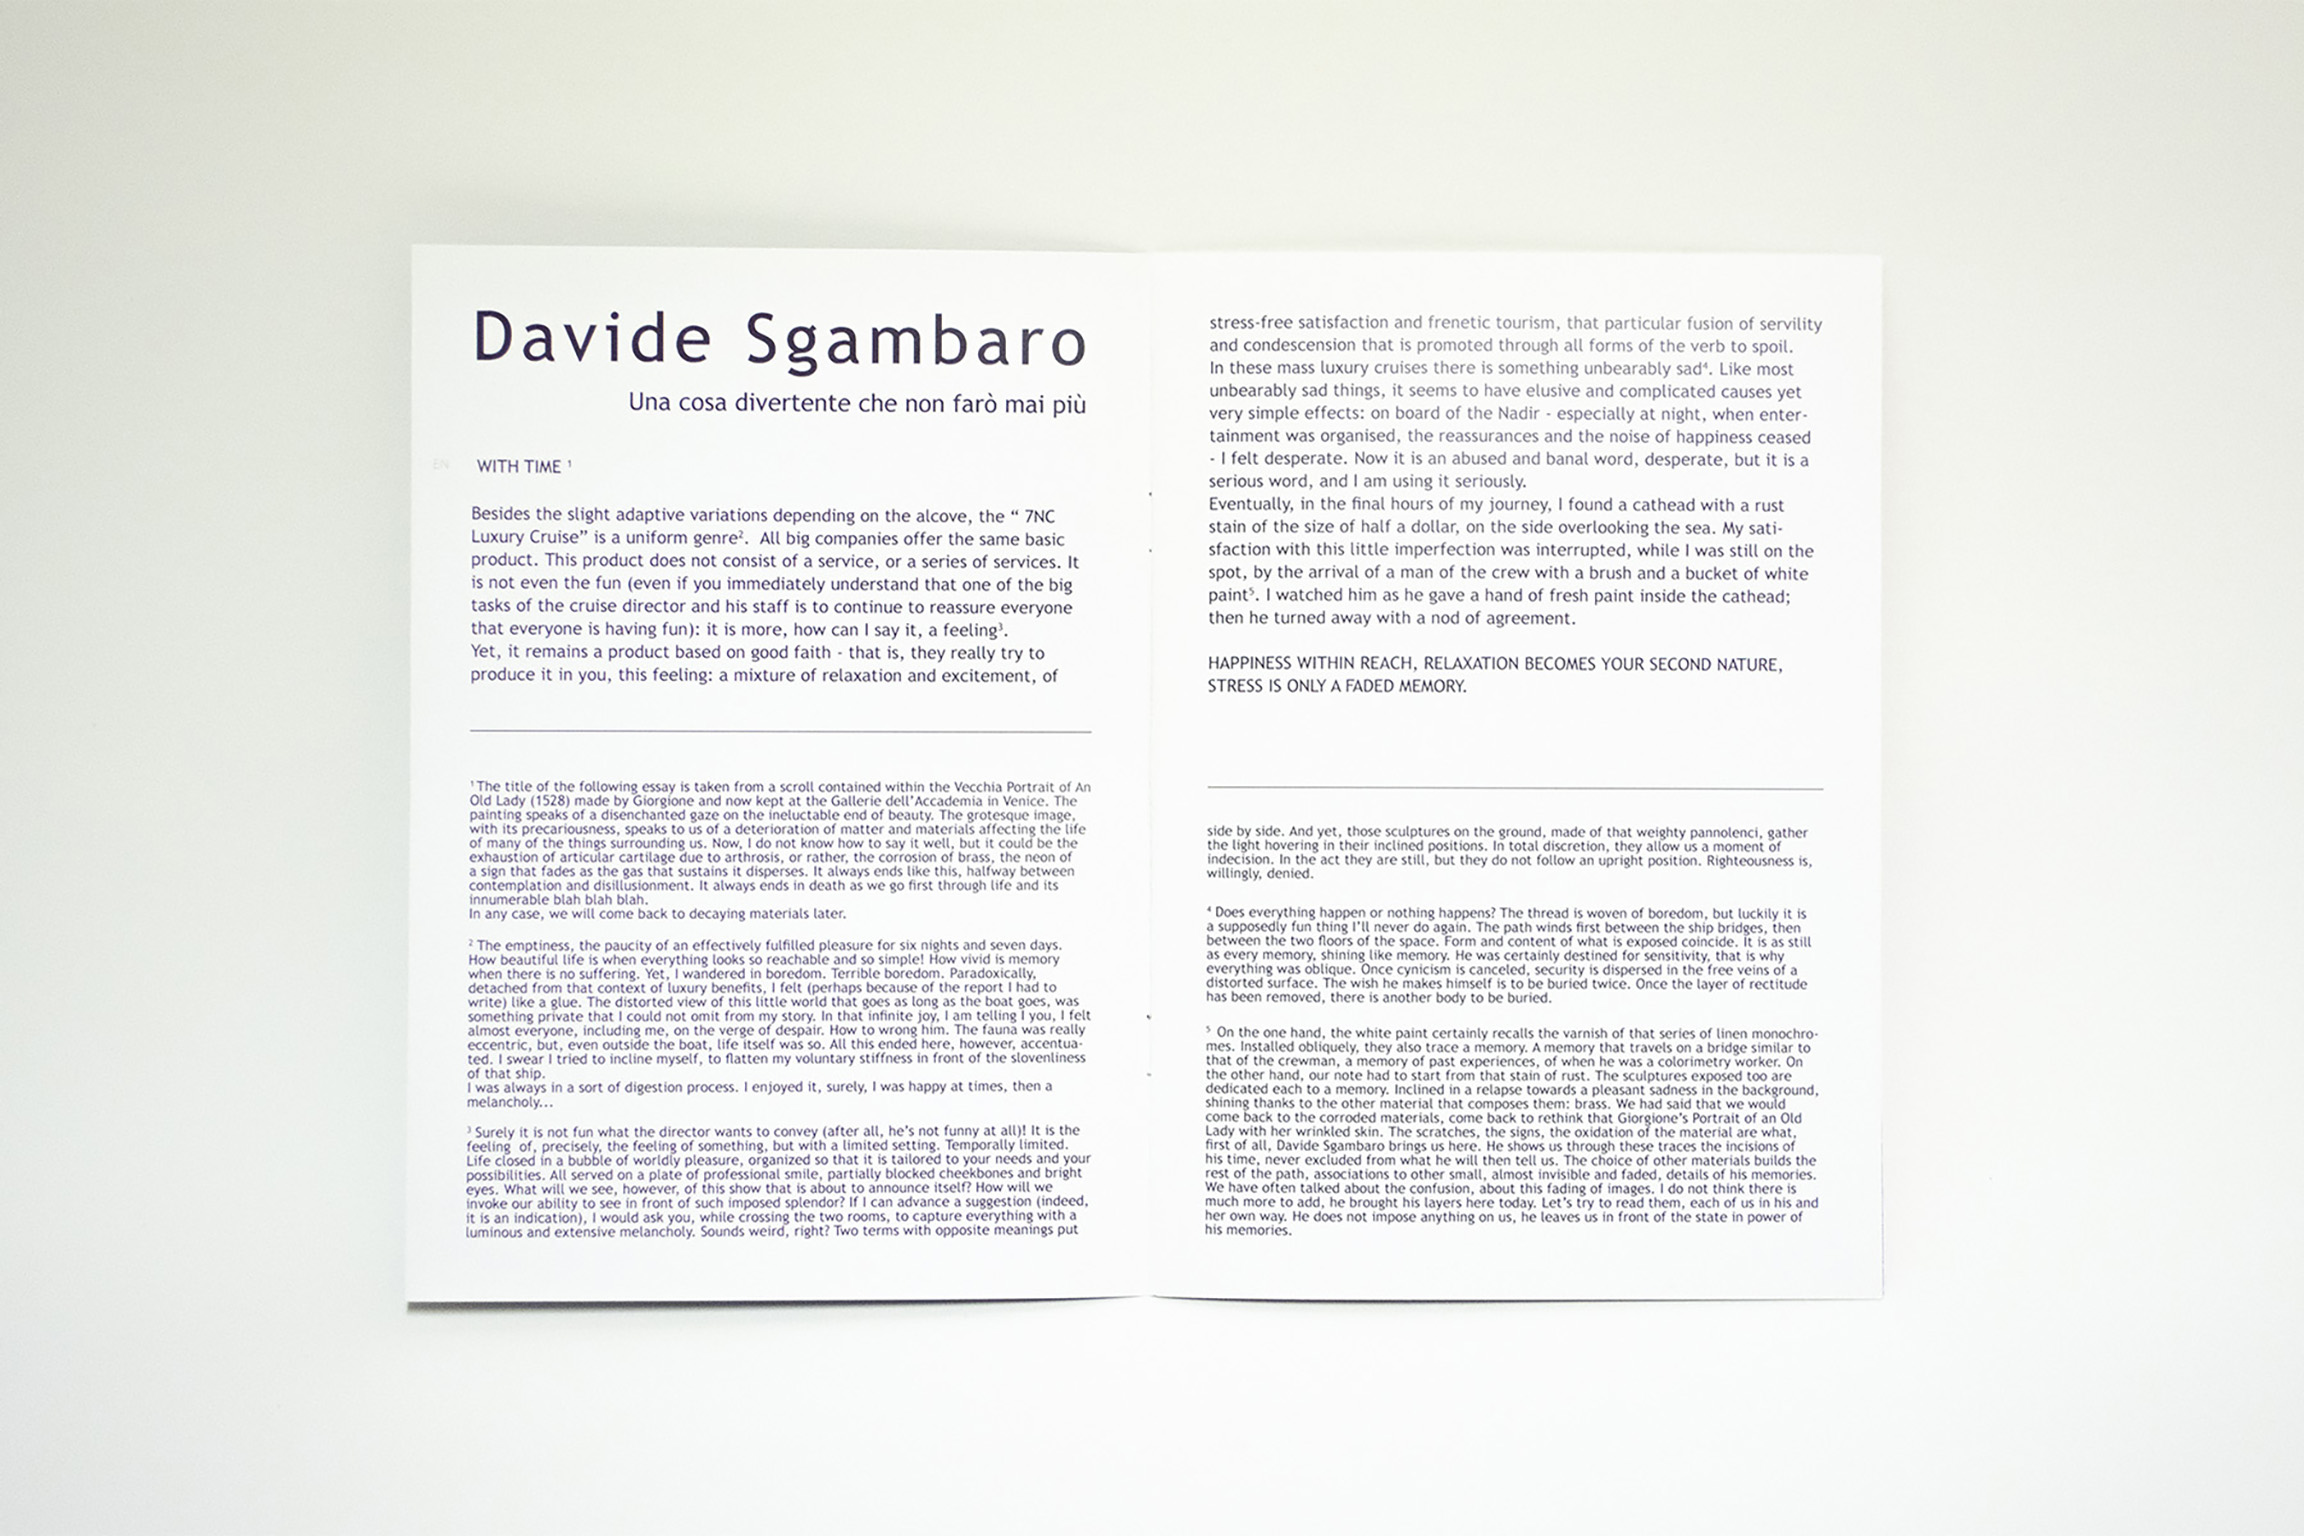 Davide Sgambaro
Una cosa divertente che non farò mai più
EN
WITH TIME ¹
Besides the slight adaptive variations depending on the alcove, the “ 7NC
Luxury Cruise” is a uniform genre². All big companies offer the same basic
product. This product does not consist of a service, or a series of services. It
is not even the fun (even if you immediately understand that one of the big
tasks of the cruise director and his staff is to continue to reassure everyone
that everyone is having fun): it is more, how can I say it, a feeling³.
Yet, it remains a product based on good faith - that is, they really try to
produce it in you, this feeling: a mixture of relaxation and excitement, of
¹ The title of the following essay is taken from a scroll contained within the Vecchia Portrait of An
Old Lady (1528) made by Giorgione and now kept at the Gallerie dell'Accademia in Venice. The
painting speaks of a disenchanted gaze on the ineluctable end of beauty. The grotesque image,
with its precariousness, speaks to us of a deterioration of matter and materials affecting the life
of many of the things surrounding us. Now, I do not know how to say it well, but it could be the
exhaustion of articular cartilage due to arthrosis, or rather, the corrosion of brass, the neon of
a sign that fades as the gas that sustains it disperses. It always ends like this, halfway between
contemplation and disillusionment. It always ends in death as we go first through life and its
innumerable blah blah blah.
In any case, we will come back to decaying materials later.
² The emptiness, the paucity of an effectively fulfilled pleasure for six nights and seven days.
How beautiful life is when everything looks so reachable and so simple! How vivid is memory
when there is no suffering. Yet, I wandered in boredom. Terrible boredom. Paradoxically,
detached from that context of luxury benefits, I felt (perhaps because of the report I had to
write) like a glue. The distorted view of this little world that goes as long as the boat goes, was
something private that I could not omit from my story. In that infinite joy, I am telling I you, I felt
almost everyone, including me, on the verge of despair. How to wrong him. The fauna was really
eccentric, but, even outside the boat, life itself was so. All this ended here, however, accentua-
ted. I swear I tried to incline myself, to flatten my voluntary stiffness in front of the slovenliness
of that ship.
I was always in a sort of digestion process. I enjoyed it, surely, I was happy at times, then a
melancholy...
³ Surely it is not fun what the director wants to convey (after all, he's not funny at all)! It is the
feeling of, precisely, the feeling of something, but with a limited setting. Temporally limited.
Life closed in a bubble of worldly pleasure, organized so that it is tailored to your needs and your
possibilities. All served on a plate of professional smile, partially blocked cheekbones and bright
eyes. What will we see, however, of this show that is about to announce itself? How will we
invoke our ability to see in front of such imposed splendor? If I can advance a suggestion (indeed,
it is an indication), I would ask you, while crossing the two rooms, to capture everything with a
luminous and extensive melancholy. Sounds weird, right? Two terms with opposite meanings put
stress-free satisfaction and frenetic tourism, that particular fusion of servility
and condescension that is promoted through all forms of the verb to spoil.
In these mass luxury cruises there is something unbearably sad⁴. Like most
unbearably sad things, it seems to have elusive and complicated causes yet
very simple effects: on board of the Nadir - especially at night, when enter-
tainment was organised, the reassurances and the noise of happiness ceased
- I felt desperate. Now it is an abused and banal word, desperate, but it is a
serious word, and I am using it seriously.
Eventually, in the final hours of my journey, I found a cathead with a rust
stain of the size of half a dollar, on the side overlooking the sea. My sati-
sfaction with this little imperfection was interrupted, while I was still on the
spot, by the arrival of a man of the crew with a brush and a bucket of white
paint⁵. I watched him as he gave a hand of fresh paint inside the cathead;
then he turned away with a nod of agreement.
HAPPINESS WITHIN REACH, RELAXATION BECOMES YOUR SECOND NATURE,
STRESS IS ONLY A FADED MEMORY.
side by side. And yet, those sculptures on the ground, made of that weighty pannolenci, gather
the light hovering in their inclined positions. In total discretion, they allow us a moment of
indecision. In the act they are still, but they do not follow an upright position. Righteousness is,
willingly, denied.
⁴ Does everything happen or nothing happens? The thread is woven of boredom, but luckily it is
a supposedly fun thing I'll never do again. The path winds first between the ship bridges, then
between the two floors of the space. Form and content of what is exposed coincide. It is as still
as every memory, shining like memory. He was certainly destined for sensitivity, that is why
everything was oblique. Once cynicism is canceled, security is dispersed in the free veins of a
distorted surface. The wish he makes himself is to be buried twice. Once the layer of rectitude
has been removed, there is another body to be buried.
⁵ On the one hand, the white paint certainly recalls the varnish of that series of linen monochro-
mes. Installed obliquely, they also trace a memory. A memory that travels on a bridge similar to
that of the crewman, a memory of past experiences, of when he was a colorimetry worker. On
the other hand, our note had to start from that stain of rust. The sculptures exposed too are
dedicated each to a memory. Inclined in a relapse towards a pleasant sadness in the background,
shining thanks to the other material that composes them: brass. We had said that we would
come back to the corroded materials, come back to rethink that Giorgione's Portrait of an Old
Lady with her wrinkled skin. The scratches, the signs, the oxidation of the material are what,
first of all, Davide Sgambaro brings us here. He shows us through these traces the incisions of
his time, never excluded from what he will then tell us. The choice of other materials builds the
rest of the path, associations to other small, almost invisible and faded, details of his memories.
We have often talked about the confusion, about this fading of images. I do not think there is
much more to add, he brought his layers here today. Let's try to read them, each of us in his and
her own way. He does not impose anything on us, he leaves us in front of the state in power of
his memories.